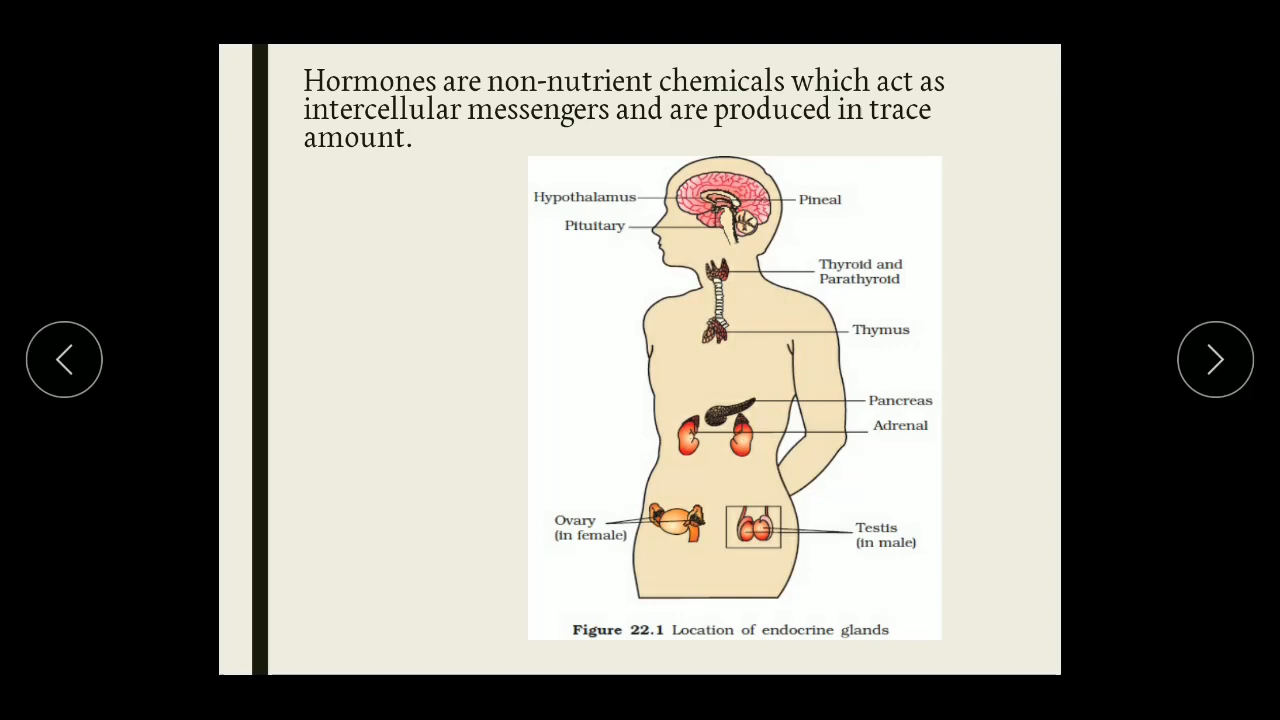 Hormones are non-nutrient chemicals which act as
intercellular messengers and are produced in trace
amount.
Hypothalamus
Pineal
Pituitary
Thyroid and
Parathyroid
Thymus
Pancreas
Adrenal
Ovary
(in female)
Testis
(in male)
Figure 22.1 Location of endocrine glands